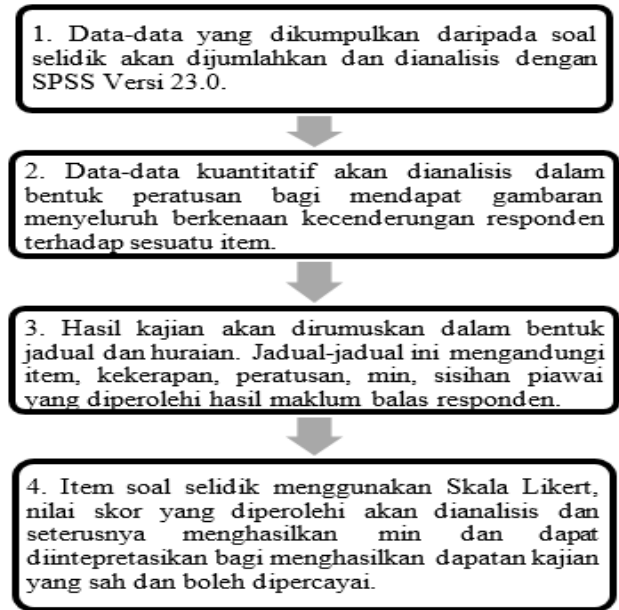 1. Data-data yang dikumpulkan daripada soal
selidik akan dijumlahkan dan dianalisis dengan
SPSS Versi 23.0.
2. Data-data kuantitatif akan dianalisis dalam
bentuk peratusan bagi mendapat gambaran
menyeluruh berkenaan kecenderungan responden
terhadap sesuatu item.
3. Hasil kajian akan dirumuskan dalam bentuk
jadual dan huraian. Jadual-jadual ini mengandungi
item, kekerapan, peratusan, min, sisihan piawai
yang diperolehi hasil maklum balas responden.
4. Item soal selidik menggunakan Skala Likert,
nilai skor yang diperolehi akan dianalisis dan
seterusnya menghasilkan min dan dapat
diintepretasikan bagi menghasilkan dapatan kajian
yang sah dan boleh dipercayai.